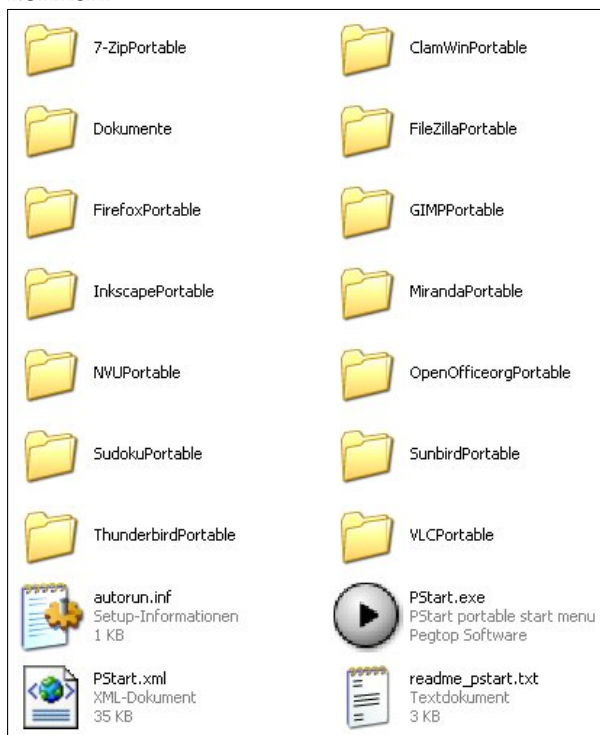 7-ZipPortable
ClamWinPortable
Dokumente
FileZillaPortable
FirefoxPortable
GIMPPortable
InkscapePortable
MirandaPortable
NVUPortable
OpenOfficeorgPortable
SudokuPortable
SunbirdPortable
ThunderbirdPortable
VLCPortable
autorun.inf
Setup-Informationen
1 KB
PStart.exe
PStart portable start menu
Pegtop Software
PStart.xml
XML-Dokument
35 KB
readme_pstart.txt
Textdokument
3 KB